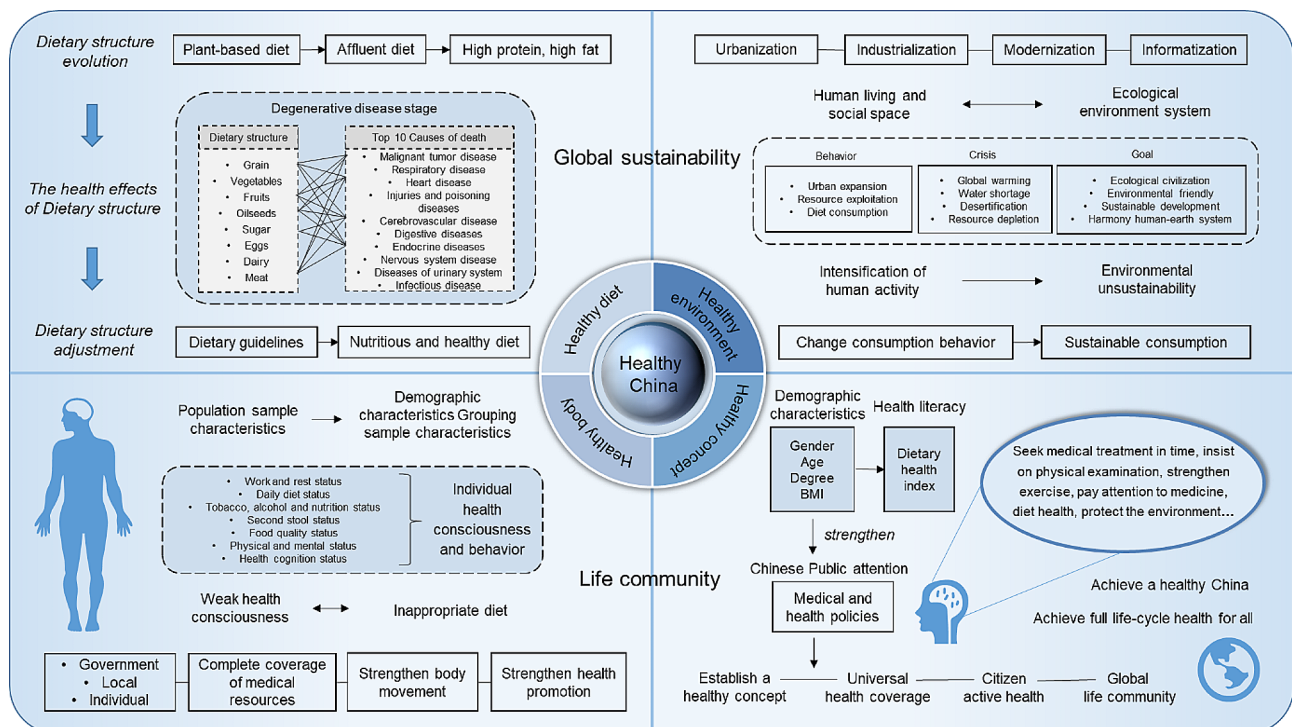 Dietary structure
evolution
Plant-based diet
Affluent diet
High protein, high fat
Degenerative disease stage
Dietary structure
• Grain
• Vegetables
• Fruits
• Oilseeds
• Sugar
• Eggs
• Dairy
• Meat
Top 10 Causes of death
• Malignant tumor disease
• Respiratory disease
• Heart disease
• Injuries and poisoning
diseases
• Cerebrovascular disease
• Digestive diseases
• Endocrine diseases
• Nervous system disease
• Diseases of urinary system
• Infectious disease
The health effects
of Dietary structure
Dietary structure
adjustment
Dietary guidelines
Nutritious and healthy diet
Global sustainability
Urbanization
Industrialization
Modernization
Informatization
Human living and
social space
Ecological
environment system
Behavior
• Urban expansion
• Resource exploitation
• Diet consumption
Crisis
• Global warming
• Water shortage
• Desertification
• Resource depletion
Goal
• Ecological civilization
• Environmental friendly
• Sustainable development
• Harmony human-earth system
Intensification of
human activity
Environmental
unsustainability
Change consumption behavior
Sustainable consumption
Healthy diet
Healthy
environment
Healthy body
Healthy concept
Healthy
China
Population sample
characteristics
Demographic
characteristics Grouping
sample characteristics
• Work and rest status
• Daily diet status
• Tobacco, alcohol and nutrition status
• Second stool status
• Food quality status
• Physical and mental status
• Health cognition status
Individual
health
consciousness
and behavior
Weak health
consciousness
Inappropriate diet
• Government
• Local
• Individual
Complete coverage
of medical
resources
Strengthen body
movement
Strengthen health
promotion
Life community
Demographic
characteristics
Health literacy
Gender
Age
Degree
BMI
Dietary
health
index
strengthen
Chinese Public attention
Medical and
health policies
Seek medical treatment in time, insist
on physical examination, strengthen
exercise, pay attention to medicine,
diet health, protect the environment…
Achieve a healthy China
Achieve full life-cycle health for all
Establish a
healthy concept
Universal
health coverage
Citizen
active health
Global
life community